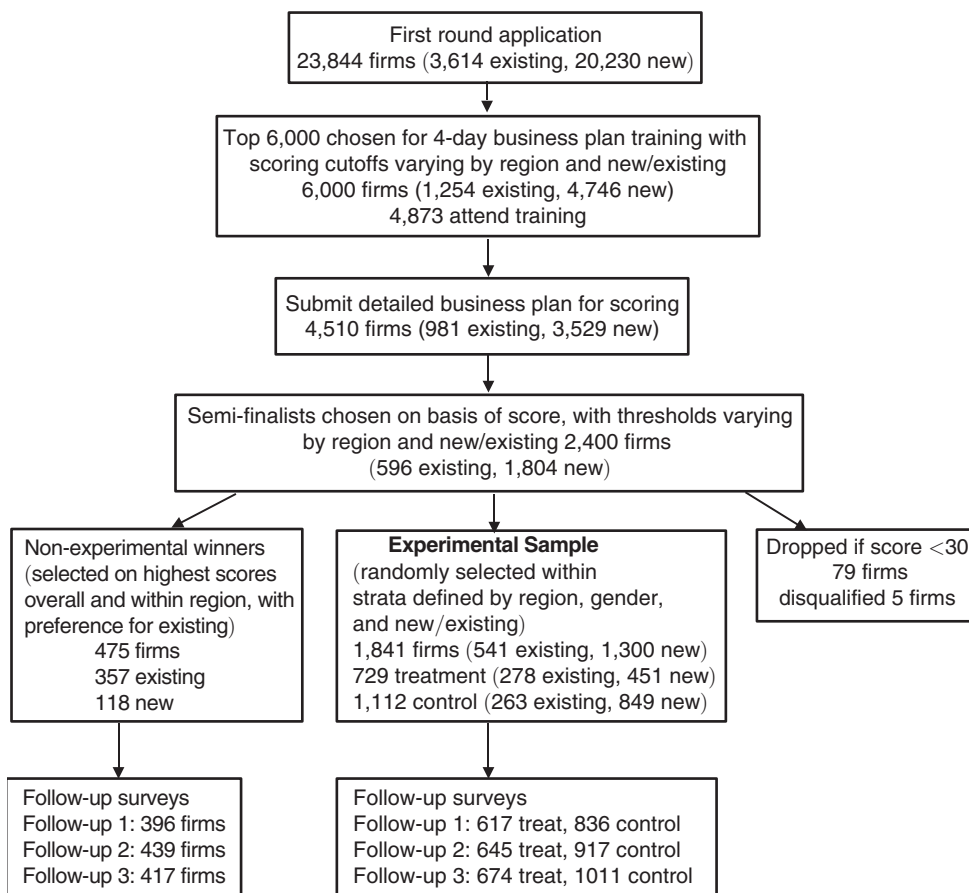 First round application
23,844 firms (3,614 existing, 20,230 new)
Top 6,000 chosen for 4-day business plan training with
scoring cutoffs varying by region and new/existing
6,000 firms (1,254 existing, 4,746 new)
4,873 attend training
Submit detailed business plan for scoring
4,510 firms (981 existing, 3,529 new)
Semi-finalists chosen on basis of score, with thresholds varying
by region and new/existing 2,400 firms
(596 existing, 1,804 new)
Non-experimental winners
(selected on highest scores
overall and within region, with
preference for existing)
475 firms
357 existing
118 new
Experimental Sample
(randomly selected within
strata defined by region, gender,
and new/existing)
1,841 firms (541 existing, 1,300 new)
729 treatment (278 existing, 451 new)
1,112 control (263 existing, 849 new)
Dropped if score <30
79 firms
disqualified 5 firms
Follow-up surveys
Follow-up 1: 396 firms
Follow-up 2: 439 firms
Follow-up 3: 417 firms
Follow-up surveys
Follow-up 1: 617 treat, 836 control
Follow-up 2: 645 treat, 917 control
Follow-up 3: 674 treat, 1011 control